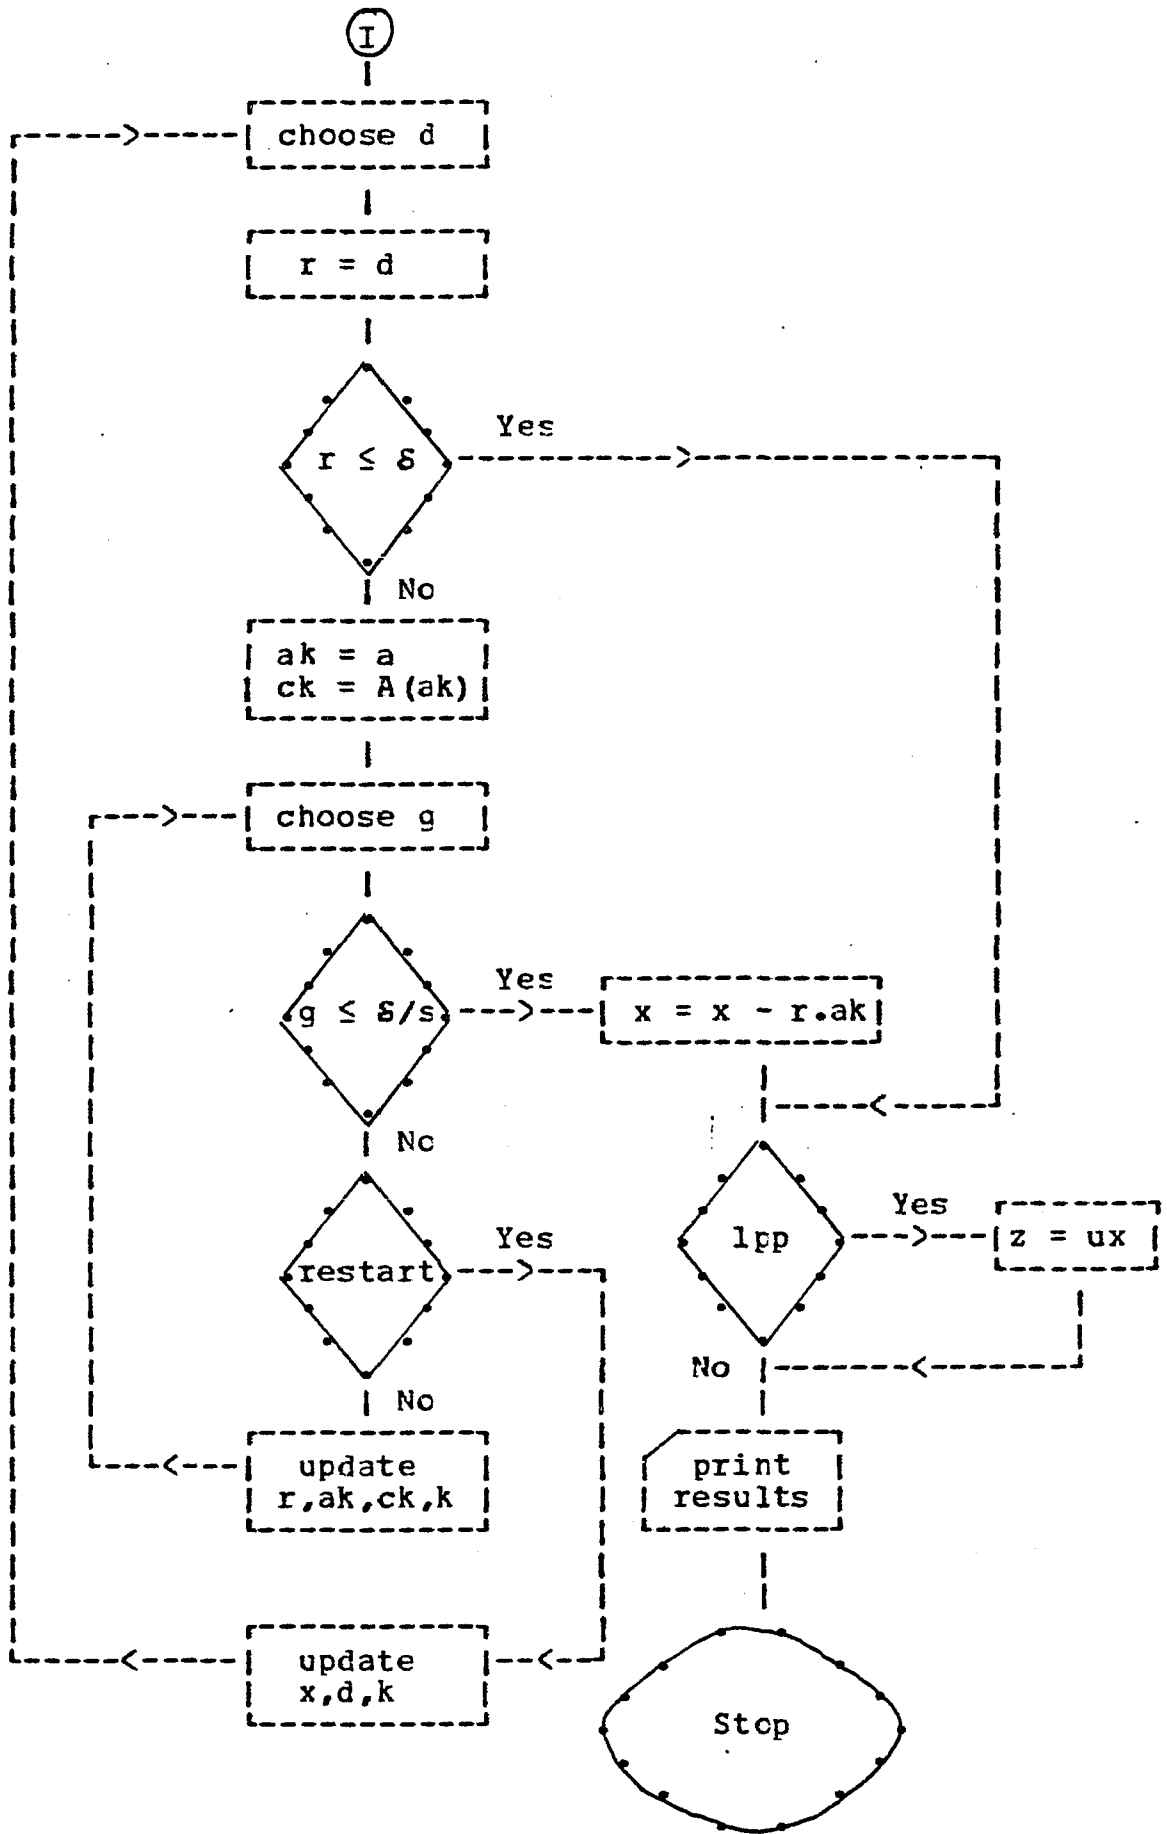 I
choose d
r = d
r ≤ δ
Yes
No
ak = a
ck = A(ak)
choose g
g ≤ δ/s
Yes
x = x - r.ak
No
restart
Yes
lpp
Yes
z = ux
No
No
update
r,ak,ck,k
print
results
update
x,d,k
Stop